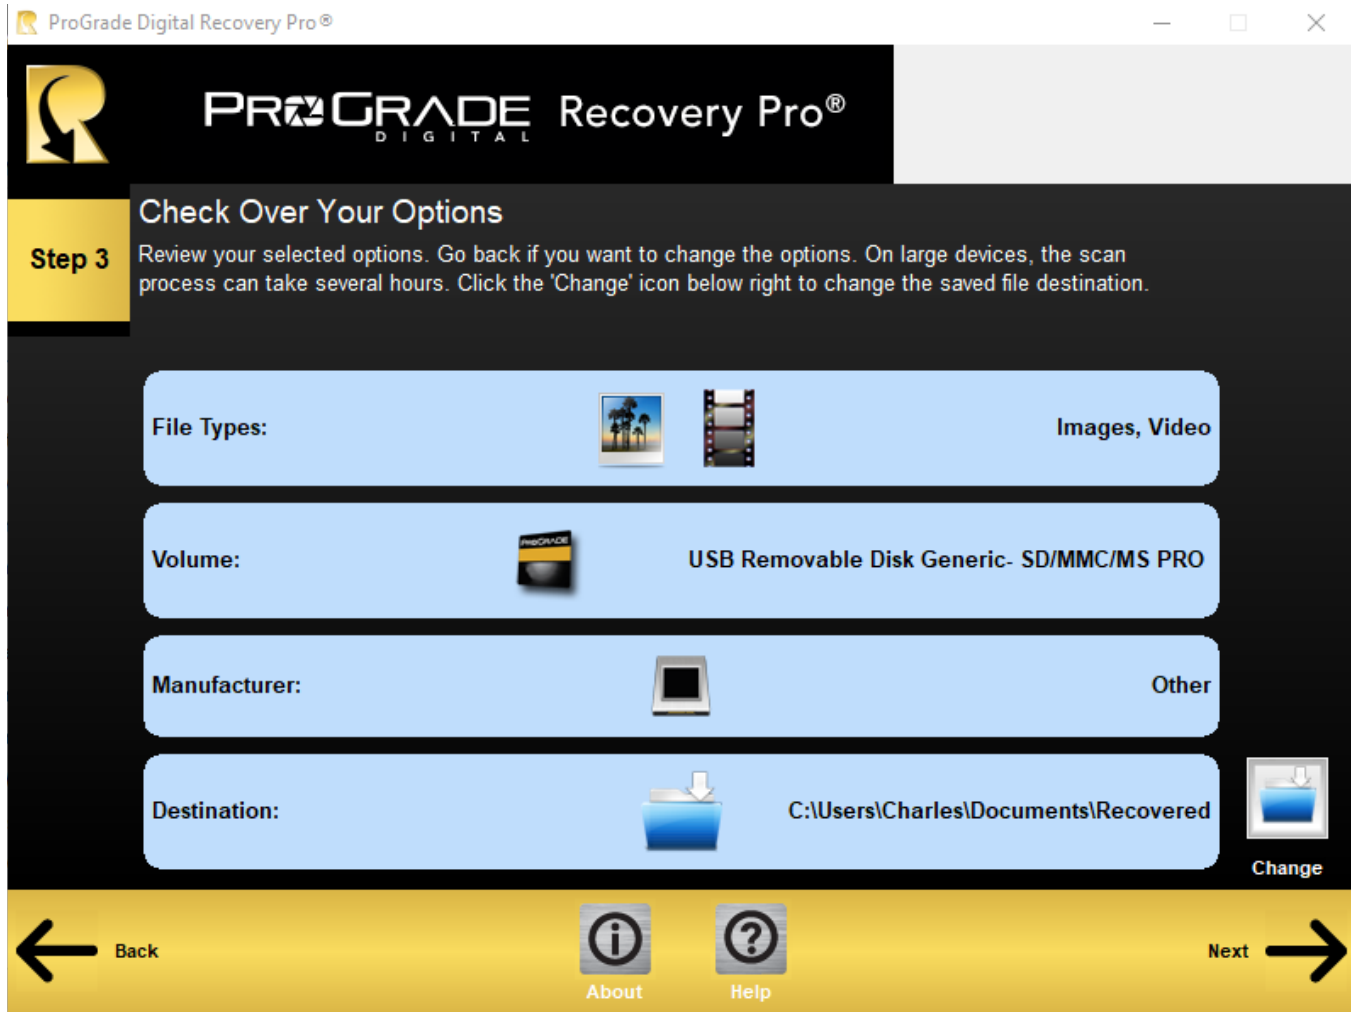 ProGrade Digital Recovery Pro®
PROGRADE DIGITAL Recovery Pro®
Step 3
Check Over Your Options
Review your selected options. Go back if you want to change the options. On large devices, the scan
process can take several hours. Click the 'Change' icon below right to change the saved file destination.
File Types:
Images, Video
Volume:
PROGRADE
USB Removable Disk Generic- SD/MMC/MS PRO
Manufacturer:
Other
Destination:
C:\Users\Charles\Documents\Recovered
Change
Back
About
Help
Next